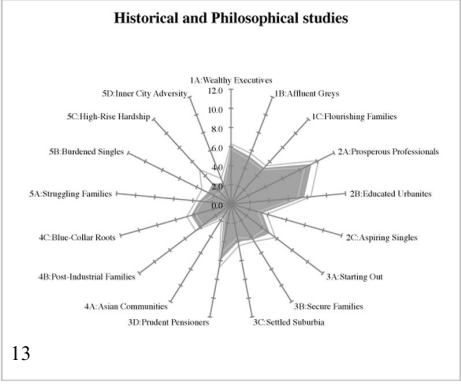 Historical and Philosophical studies
1A:Wealthy Executives
5D:Inner City Adversity
12.0
1B:Affluent Greys
10.0
5C:High-Rise Hardship
1C:Flourishing Families
8.0
5B:Burdened Singles
6.0
2A:Prosperous Professionals
4.0
5A:Struggling Families
2.0
2B:Educated Urbanites
0.0
4C:Blue-Collar Roots
2C:Aspiring Singles
4B:Post-Industrial Families
3A:Starting Out
4A:Asian Communities
3B:Secure Families
3D:Prudent Pensioners
3C:Settled Suburbia
13